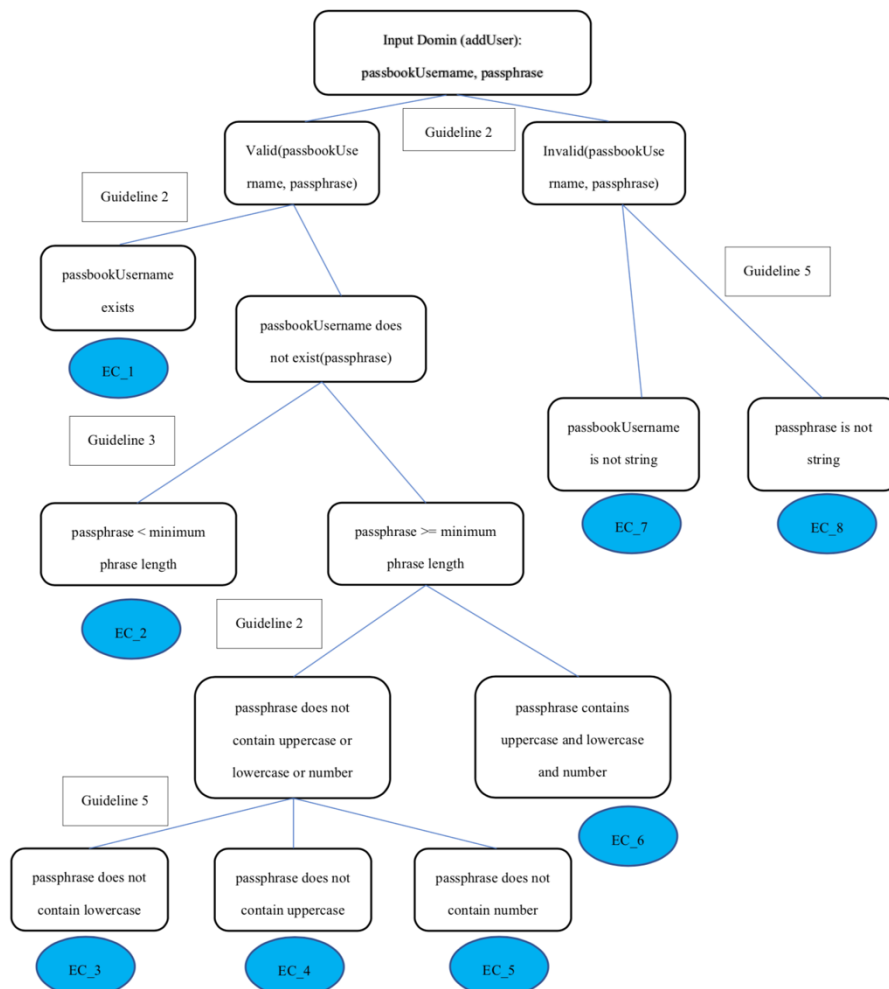 Input Domin (addUser):
passbookUsername, passphrase
Guideline 2
Valid(passbookUse
rname, passphrase)
Invalid(passbookUse
rname, passphrase)
Guideline 2
passbookUsername
exists
EC_1
Guideline 5
passbookUsername does
not exist(passphrase)
Guideline 3
passbookUsername
is not string
EC_7
passphrase is not
string
EC_8
passphrase < minimum
phrase length
EC_2
passphrase >= minimum
phrase length
Guideline 2
passphrase does not
contain uppercase or
lowercase or number
passphrase contains
uppercase and lowercase
and number
EC_6
Guideline 5
passphrase does not
contain lowercase
EC_3
passphrase does not
contain uppercase
EC_4
passphrase does not
contain number
EC_5